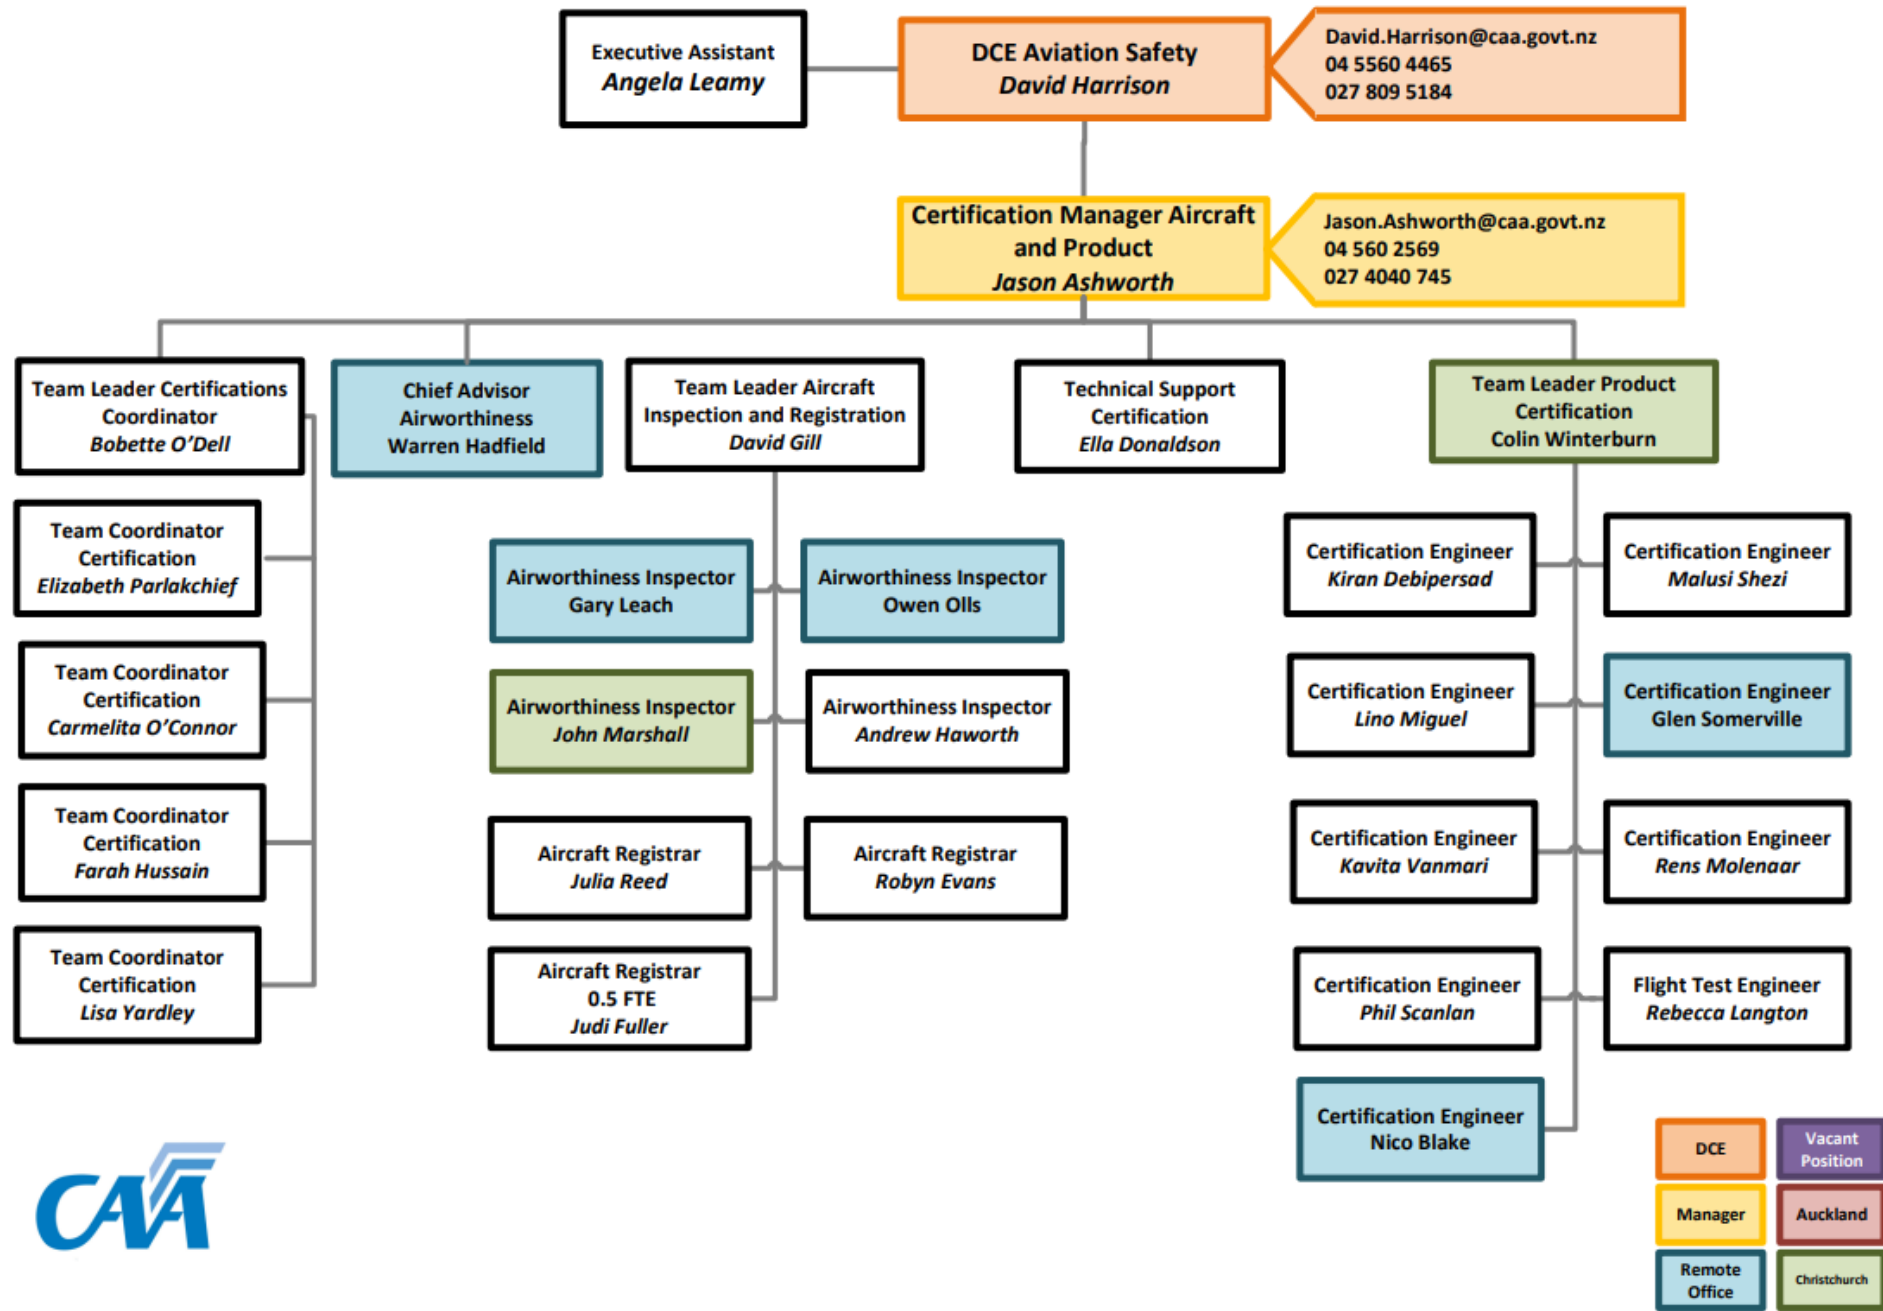 Executive Assistant
Angela Leamy
DCE Aviation Safety
David Harrison
David.Harrison@caa.govt.nz
04 5560 4465
027 809 5184
Certification Manager Aircraft
and Product
Jason Ashworth
Jason.Ashworth@caa.govt.nz
04 560 2569
027 4040 745
Team Leader Certifications
Coordinator
Bobette O’Dell
Chief Advisor
Airworthiness
Warren Hadfield
Team Leader Aircraft
Inspection and Registration
David Gill
Technical Support
Certification
Ella Donaldson
Team Leader Product
Certification
Colin Winterburn
Team Coordinator
Certification
Elizabeth Parlakchief
Team Coordinator
Certification
Carmelita O’Connor
Team Coordinator
Certification
Farah Hussain
Team Coordinator
Certification
Lisa Yardley
Airworthiness Inspector
Gary Leach
Airworthiness Inspector
Owen Olls
Airworthiness Inspector
John Marshall
Airworthiness Inspector
Andrew Haworth
Aircraft Registrar
Julia Reed
Aircraft Registrar
Robyn Evans
Aircraft Registrar
0.5 FTE
Judi Fuller
Certification Engineer
Kiran Debipersad
Certification Engineer
Malusi Shezi
Certification Engineer
Lino Miguel
Certification Engineer
Glen Somerville
Certification Engineer
Kavita Vanmari
Certification Engineer
Rens Molenaar
Certification Engineer
Phil Scanlan
Flight Test Engineer
Rebecca Langton
Certification Engineer
Nico Blake
CAA
DCE
Vacant
Position
Manager
Auckland
Remote
Office
Christchurch